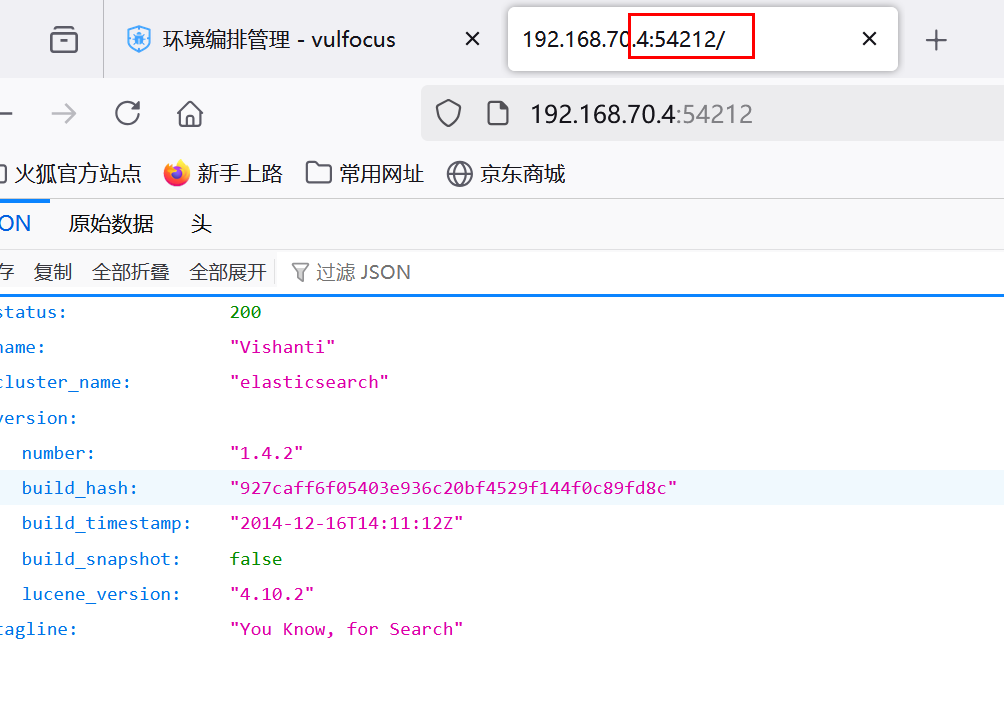 环境编排管理 - vulfocus
192.168.70.4:54212/
192.168.70.4:54212
火狐官方站点 新手上路 常用网址 京东商城
ON 原始数据 头
存 复制 全部折叠 全部展开 过滤 JSON
status: 200
name: "Vishanti"
cluster_name: "elasticsearch"
version:
number: "1.4.2"
build_hash: "927caff6f05403e936c20bf4529f144f0c89fd8c"
build_timestamp: "2014-12-16T14:11:12Z"
build_snapshot: false
lucene_version: "4.10.2"
tagline: "You Know, for Search"